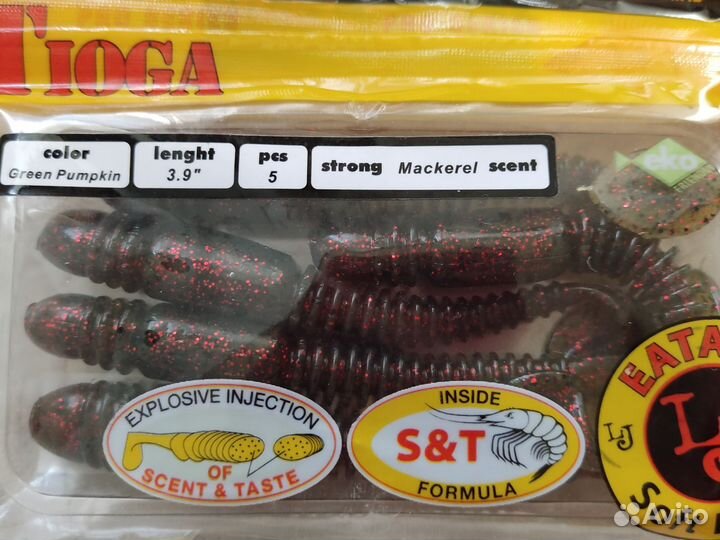 TIOGA
color
Green Pumpkin
lenght
3.9"
pcs
5
strong Mackerel scent
eko
EXPLOSIVE INJECTION
OF
SCENT & TASTE
INSIDE
S&T
FORMULA
LJ
Avito